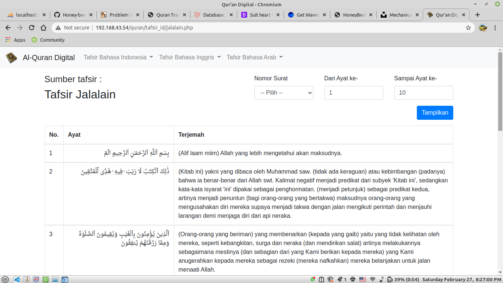 Qur'an Digital - Chromium
localhost
Honeybee
Problem
Quran Tra
Database
Suit heart
Get Wave
HoneyBee
Mechanic
Qur'an Di
Not secure | 192.168.43.54/quran/tafsir_id/jalalain.php
Apps
Community
Al-Quran Digital
Tafsir Bahasa Indonesia
Tafsir Bahasa Inggris
Tafsir Bahasa Arab
Sumber tafsir :
Tafsir Jalalain
Nomor Surat
Dari Ayat ke-
Sampai Ayat ke-
-- Pilih --
1
10
Tampilkan
No. Ayat Terjemah
1
بِسْمِ اللَّهِ الرَّحْمَٰنِ الرَّحِيمِ الم
(Alif laam miim) Allah yang lebih mengetahui akan maksudnya.
2
ذَٰلِكَ الْكِتَابُ لَا رَيْبَ ۛ فِيهِ ۛ هُدًى لِّلْمُتَّقِينَ
(Kitab ini) yakni yang dibaca oleh Muhammad saw. (tidak ada keraguan) atau kebimbangan (padanya)
bahwa ia benar-benar dari Allah swt. Kalimat negatif menjadi predikat dari subyek 'Kitab ini', sedangkan
kata-kata isyarat 'ini' dipakai sebagai penghormatan. (menjadi petunjuk) sebagai predikat kedua,
artinya menjadi penuntun (bagi orang-orang yang bertakwa) maksudnya orang-orang yang
mengusahakan diri mereka supaya menjadi takwa dengan jalan mengikuti perintah dan menjauhi
larangan demi menjaga diri dari api neraka.
3
الَّذِينَ يُؤْمِنُونَ بِالْغَيْبِ وَيُقِيمُونَ الصَّلَاةَ
وَمِمَّا رَزَقْنَاهُمْ يُنفِقُونَ
(Orang-orang yang beriman) yang membenarkan (kepada yang gaib) yaitu yang tidak kelihatan oleh
mereka, seperti kebangkitan, surga dan neraka (dan mendirikan salat) artinya melakukannya
sebagaimana mestinya (dan sebagian dari yang Kami berikan kepada mereka) yang Kami
anugerahkan kepada mereka sebagai rezeki (mereka nafkahkan) mereka belanjakan untuk jalan
menaati Allah.
39% (0:54) Saturday February 27, 8:27:00 PM